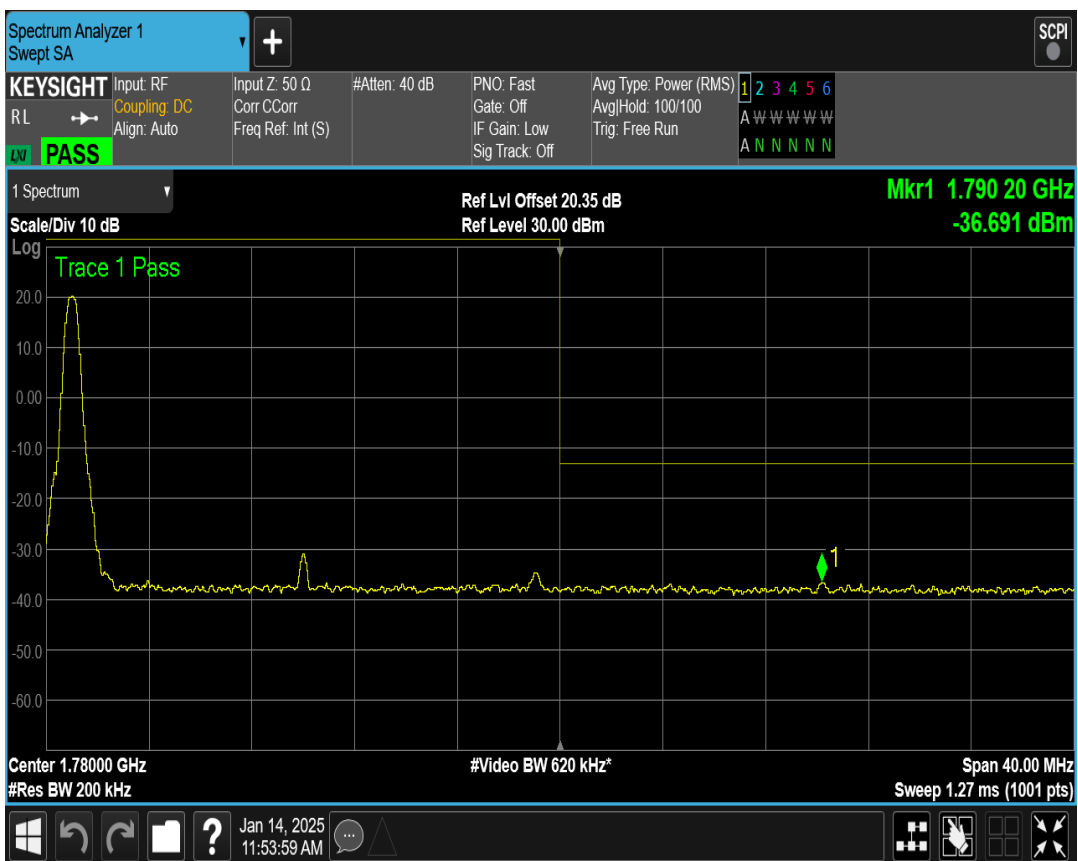 Spectrum Analyzer 1
Swept SA
SCPI
KEYSIGHT
RL
LXI
PASS
Input: RF
Coupling: DC
Align: Auto
Input Z: 50 Ω
Corr CCorr
Freq Ref: Int (S)
#Atten: 40 dB
PNO: Fast
Gate: Off
IF Gain: Low
Sig Track: Off
Avg Type: Power (RMS)
Avg|Hold: 100/100
Trig: Free Run
1 2 3 4 5 6
A W W W W W
A N N N N N
1 Spectrum
Scale/Div 10 dB
Ref Lvl Offset 20.35 dB
Ref Level 30.00 dBm
Mkr1 1.790 20 GHz
-36.691 dBm
Log
Trace 1 Pass
20.0
10.0
0.00
-10.0
-20.0
-30.0
-40.0
-50.0
-60.0
1
Center 1.78000 GHz
#Res BW 200 kHz
#Video BW 620 kHz*
Span 40.00 MHz
Sweep 1.27 ms (1001 pts)
?
Jan 14, 2025
11:53:59 AM